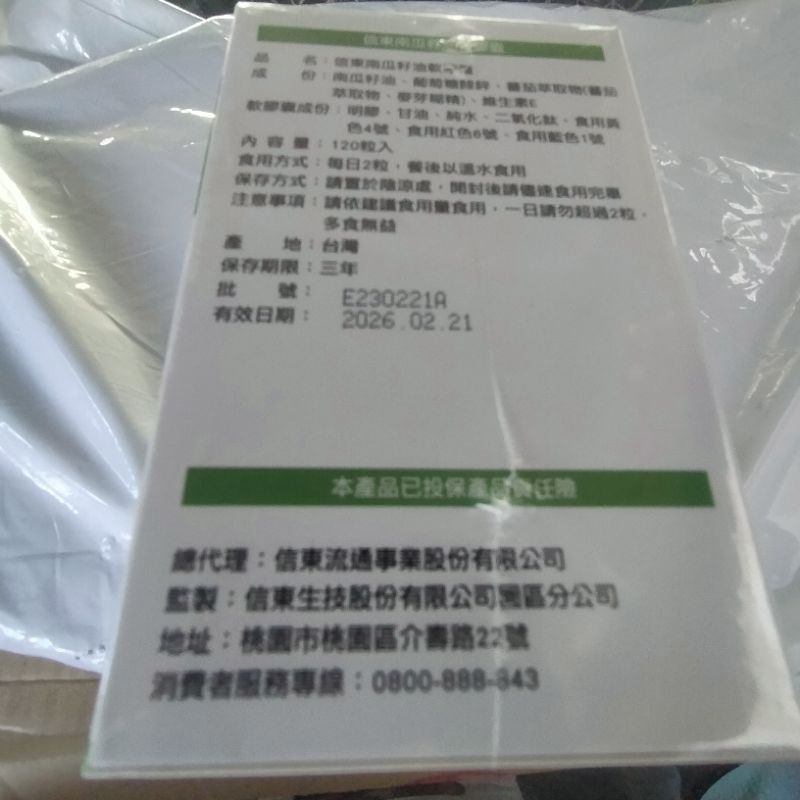 信東南瓜籽油軟膠囊
品　　名：信東南瓜籽油軟膠囊
成　　份：南瓜籽油、葡萄糖酸鋅、蕃茄萃取物(蕃茄
萃取物、麥芽糊精)、維生素E
軟膠囊成份：明膠、甘油、純水、二氧化鈦、食用黃
色4號、食用紅色6號、食用藍色1號
內 容 量：120粒入
食用方式：每日2粒，餐後以溫水食用
保存方式：請置於陰涼處，開封後請儘速食用完畢
注意事項：請依建議食用量食用，一日請勿超過2粒，
多食無益
產　　地：台灣
保存期限：三年
批　　號： E230221A
有效日期： 2026.02.21
本產品已投保產品責任險
總代理：信東流通事業股份有限公司
監製：信東生技股份有限公司園區分公司
地址：桃園市桃園區介壽路22號
消費者服務專線：0800-888-343